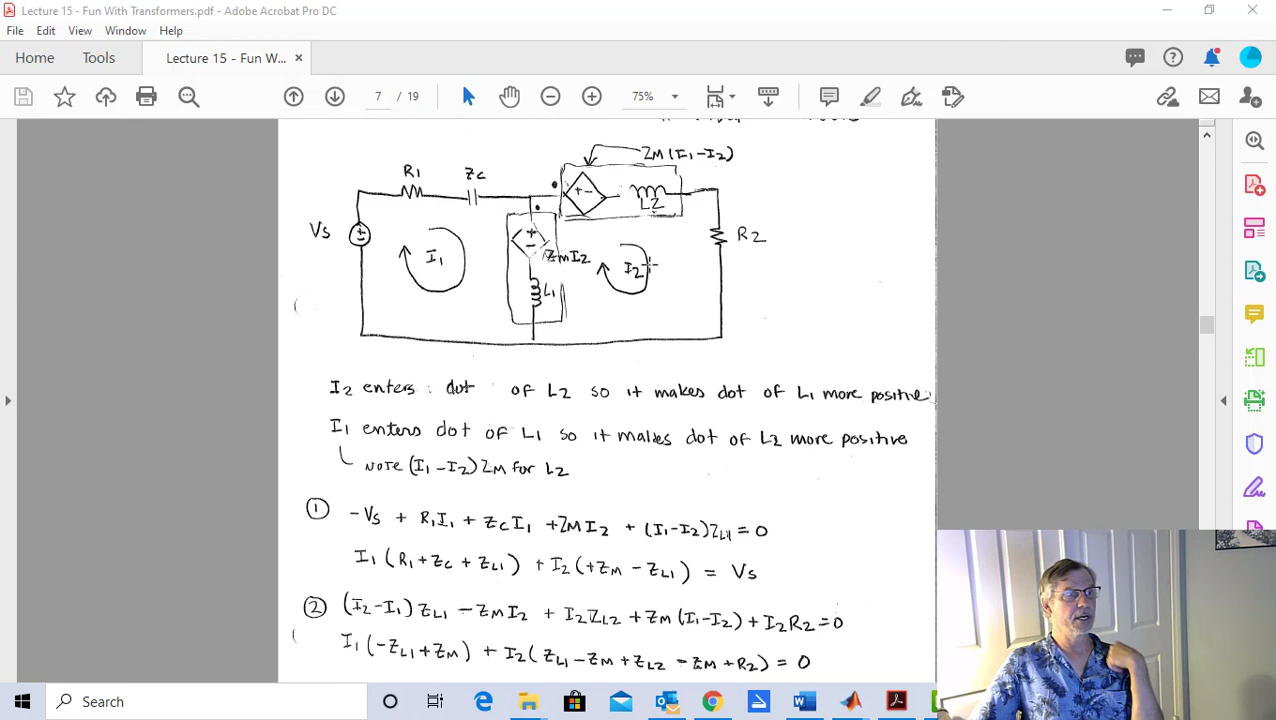 Lecture 15 - Fun With Transformers.pdf - Adobe Acrobat Pro DC
File Edit View Window Help
Home Tools Lecture 15 - Fun W... ×
7 / 19 75%
ZM(I1-I2)
R1 ZC
+ -
L2
Vs
R2
+
-
ZMI2
I1
I2
L1
I2 enters dot of L2 so it makes dot of L1 more positive
I1 enters dot of L1 so it makes dot of L2 more positive
NOTE (I1-I2) ZM for L2
① -Vs + R1I1 + ZCI1 + ZMI2 + (I1-I2)ZL1 = 0
I1(R1+ZC+ZL1) + I2(+ZM-ZL1) = Vs
② (I2-I1)ZL1 - ZMI2 + I2ZL2 + ZM(I1-I2) + I2R2 = 0
I1(-ZL1+ZM) + I2(ZL1-ZM+ZL2-ZM+R2) = 0
Search